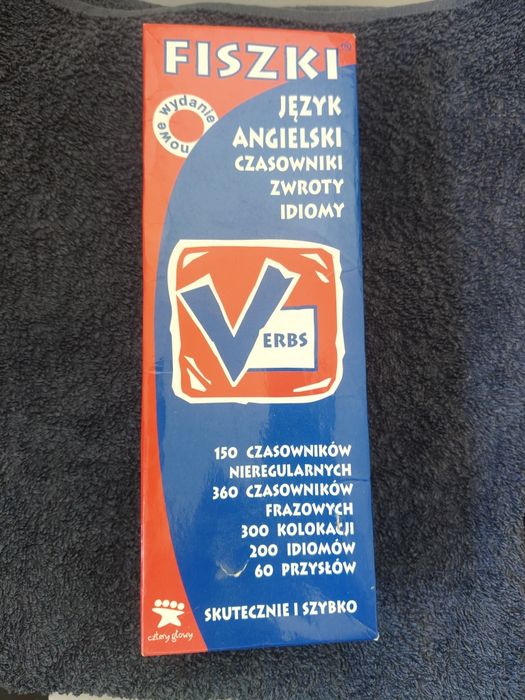 FISZKI®
nowe wydanie
JĘZYK
ANGIELSKI
CZASOWNIKI
ZWROTY
IDIOMY
VERBS
150 CZASOWNIKÓW
NIEREGULARNYCH
360 CZASOWNIKÓW
FRAZOWYCH
300 KOLOKACJI
200 IDIOMÓW
60 PRZYSŁÓW
SKUTECZNIE I SZYBKO
cztery głowy